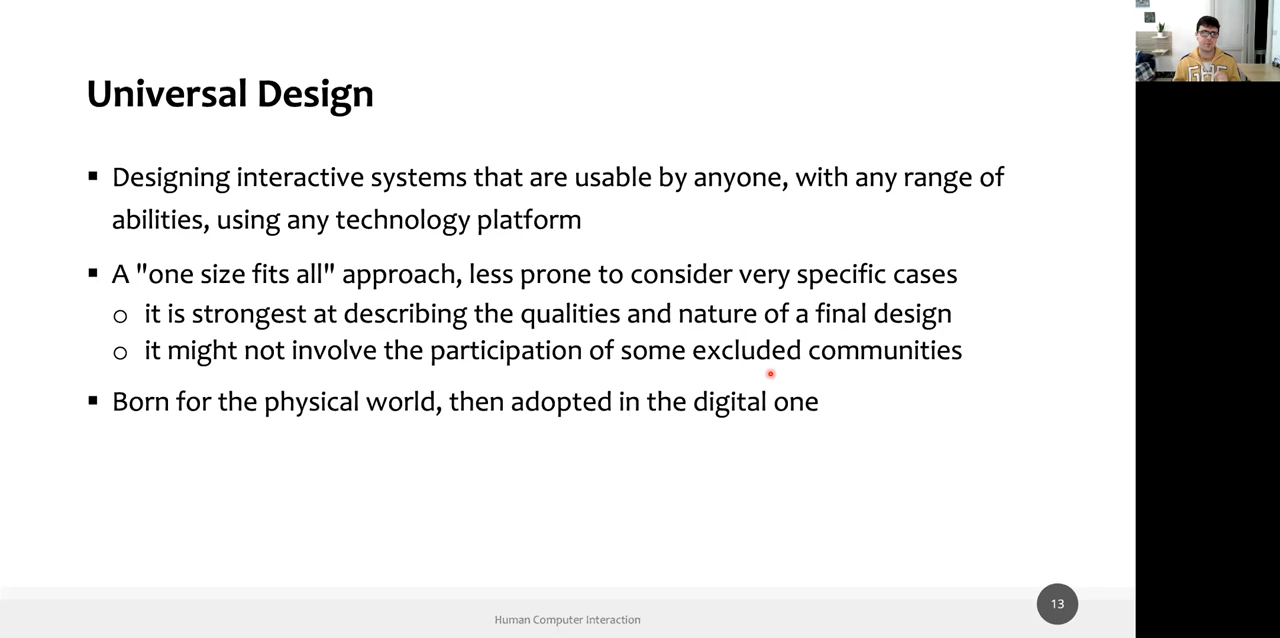 Universal Design
▪ Designing interactive systems that are usable by anyone, with any range of
abilities, using any technology platform
▪ A "one size fits all" approach, less prone to consider very specific cases
o it is strongest at describing the qualities and nature of a final design
o it might not involve the participation of some excluded communities
▪ Born for the physical world, then adopted in the digital one
Human Computer Interaction
13